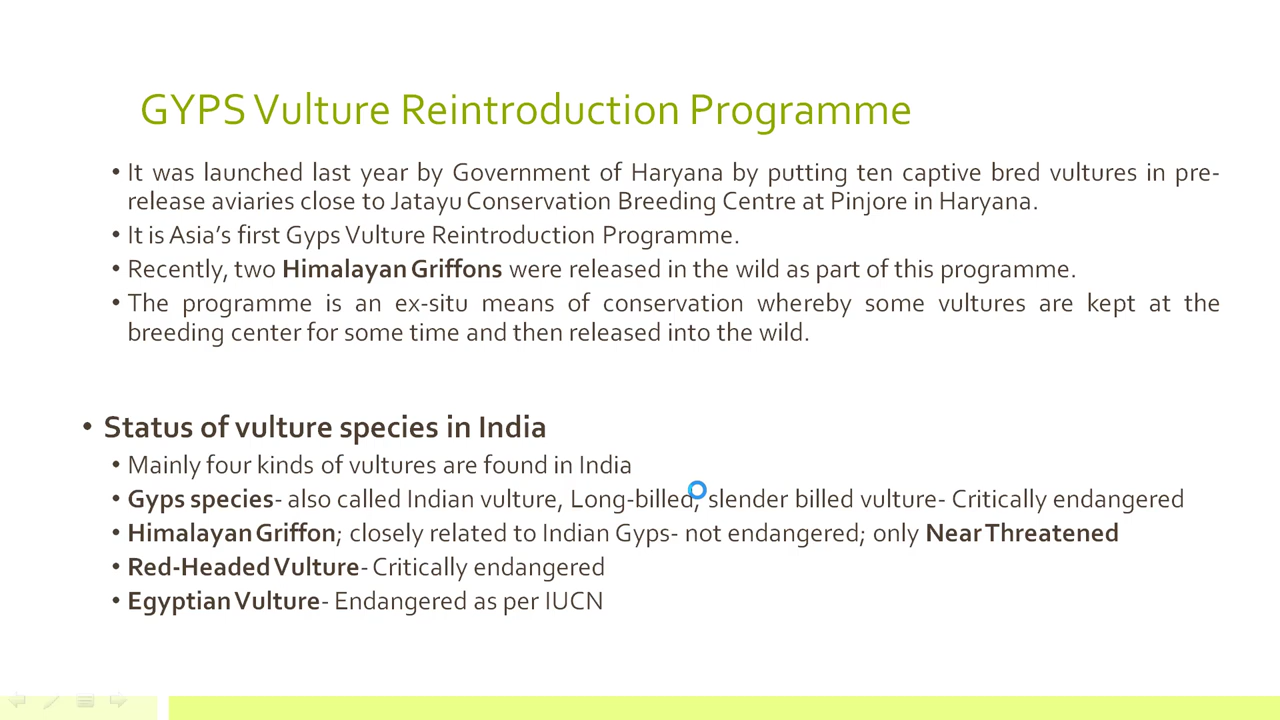 GYPS Vulture Reintroduction Programme
• It was launched last year by Government of Haryana by putting ten captive bred vultures in pre-
release aviaries close to Jatayu Conservation Breeding Centre at Pinjore in Haryana.
• It is Asia’s first Gyps Vulture Reintroduction Programme.
• Recently, two Himalayan Griffons were released in the wild as part of this programme.
• The programme is an ex-situ means of conservation whereby some vultures are kept at the
breeding center for some time and then released into the wild.
• Status of vulture species in India
• Mainly four kinds of vultures are found in India
• Gyps species- also called Indian vulture, Long-billed, slender billed vulture- Critically endangered
• Himalayan Griffon; closely related to Indian Gyps- not endangered; only Near Threatened
• Red-Headed Vulture- Critically endangered
• Egyptian Vulture- Endangered as per IUCN